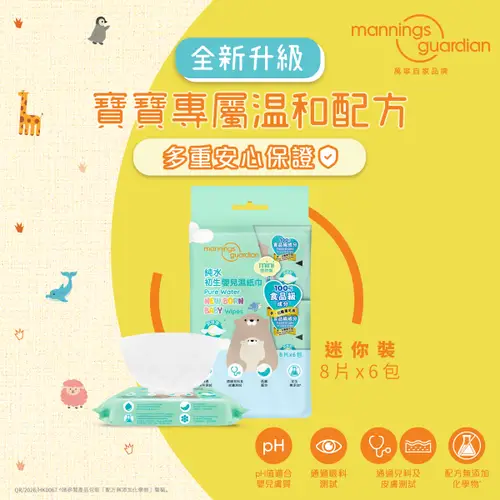 mannings
guardian
萬寧自家品牌
全新升級
寶寶專屬溫和配方
多重安心保證
mannings
guardian
純水
初生嬰兒濕紙巾
Pure Water
NEW BORN
BABY Wipes
mini
100%
食品級
成分
迷你裝
8片x6包
pH
pH值適合
嬰兒膚質
通過眼科
測試
通過兒科及
皮膚測試
配方無添加
化學物*